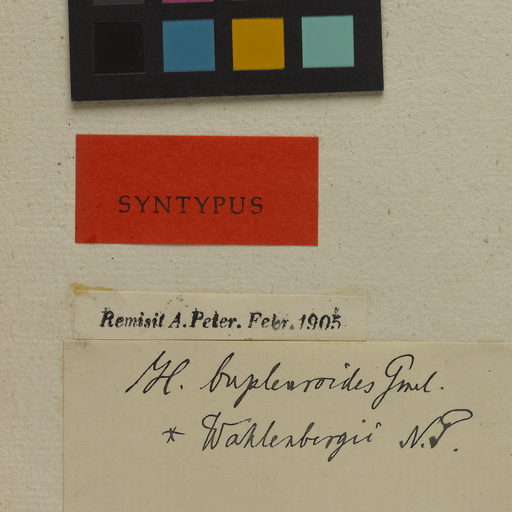 SYNTYPUS
Remisit A. Peter. Febr. 1905
H. bupleuroides Gmel.
* Wahlenbergii N.P.